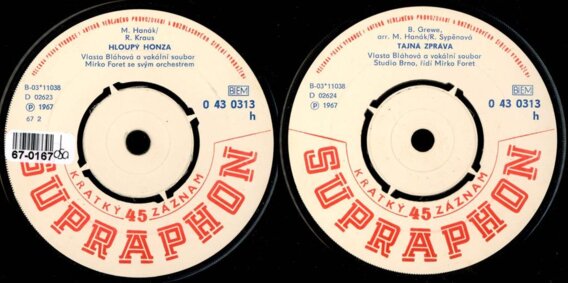 M. Hanák/
R. Kraus
HLOUPÝ HONZA
Vlasta Bláhová a vokální soubor
Mirko Foret se svým orchestrem
B-03*11038
D 02623
Ⓟ 1967
67 2
BIEM
0 43 0313
h
67-0167
KRÁTKÝ 45 ZÁZNAM
SUPRAPHON
B. Grewe,
arr. M. Hanák/R. Sypěnová
TAJNÁ ZPRÁVA
Vlasta Bláhová a vokální soubor
Studio Brno, řídí Mirko Foret
B-03*11038
D 02624
Ⓟ 1967
BIEM
0 43 0313
h
KRÁTKÝ 45 ZÁZNAM
SUPRAPHON